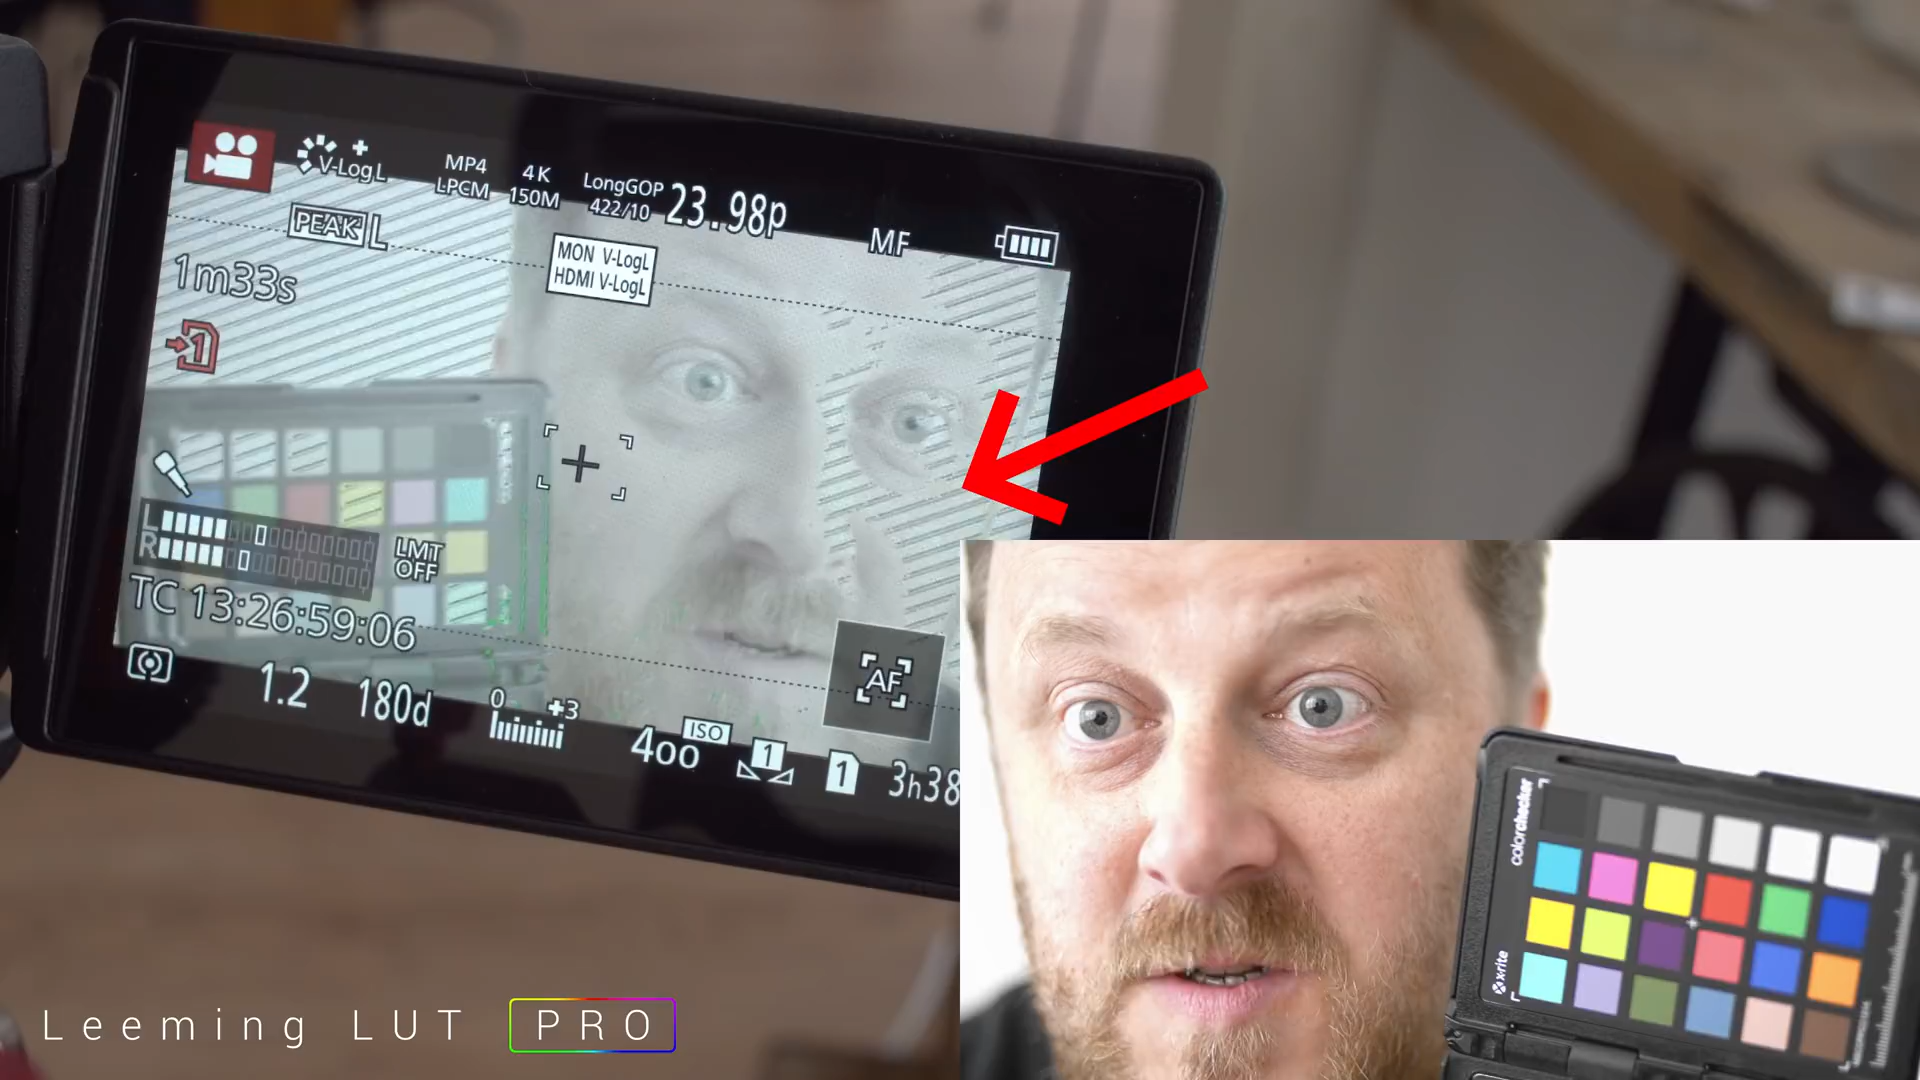 V-Log L
MP4
LPCM
4K
150M
LongGOP
422/10
23.98p
MF
PEAK L
MON V-LogL
HDMI V-LogL
1m33s
1
L
R
LMT
OFF
TC 13:26:59:06
AF
1.2
180d
0
+3
ISO
400
1
1
3h38
colorchecker
x-rite
Leeming LUT PRO